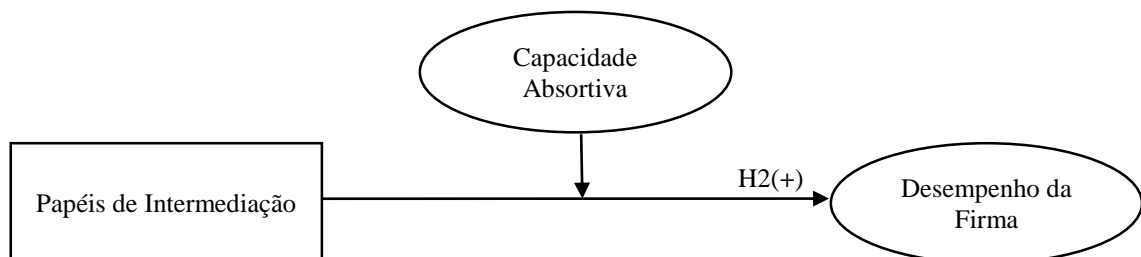 Capacidade
Absortiva
H2(+)
Papéis de Intermediação
Desempenho da
Firma